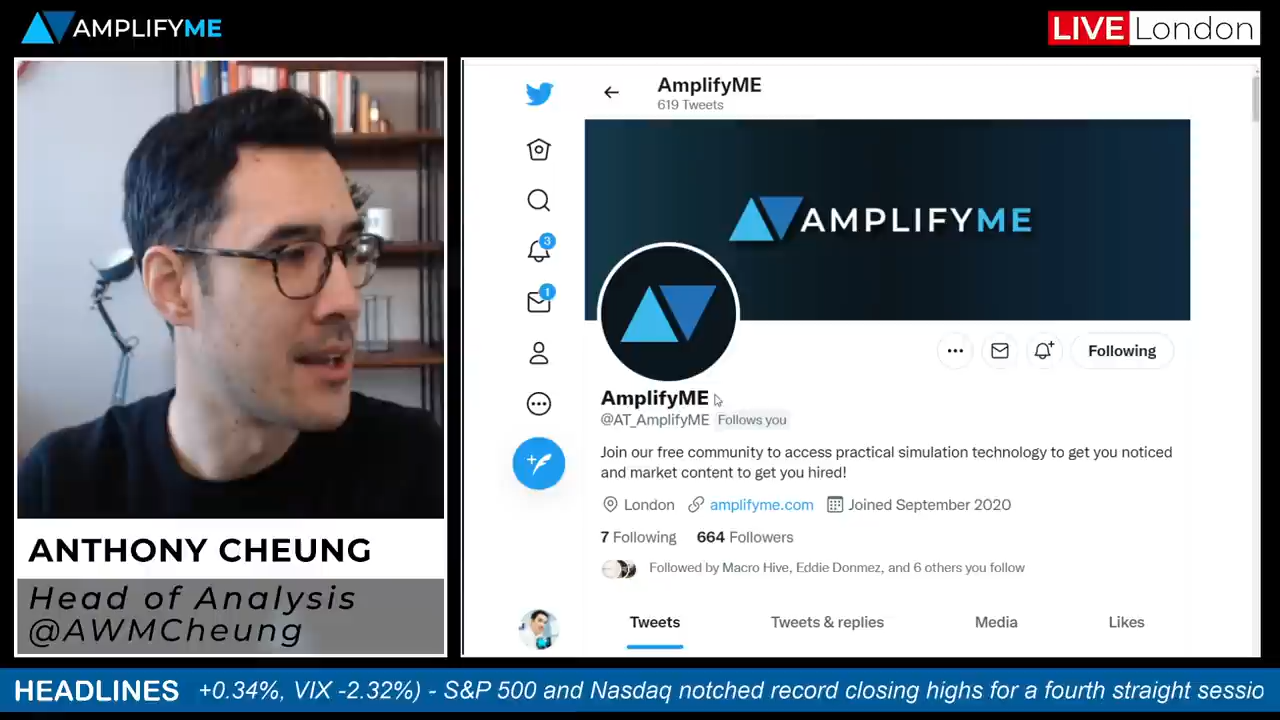 AMPLIFYME
LIVE London
AmplifyME
619 Tweets
AMPLIFYME
3
1
Following
AmplifyME
@AT_AmplifyME Follows you
Join our free community to access practical simulation technology to get you noticed
and market content to get you hired!
London amplifyme.com Joined September 2020
7 Following 664 Followers
Followed by Macro Hive, Eddie Donmez, and 6 others you follow
Tweets Tweets & replies Media Likes
ANTHONY CHEUNG
Head of Analysis
@AWMCheung
HEADLINES +0.34%, VIX -2.32%) - S&P 500 and Nasdaq notched record closing highs for a fourth straight sessio